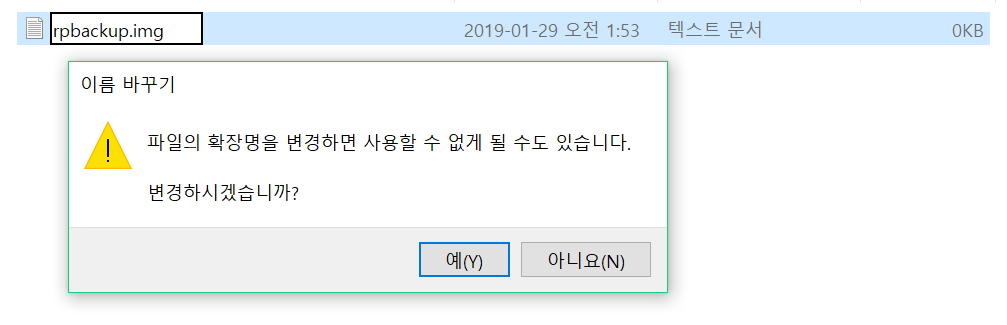 rpbackup.img 2019-01-29 오전 1:53 텍스트 문서 0KB
이름 바꾸기
파일의 확장명을 변경하면 사용할 수 없게 될 수도 있습니다.
변경하시겠습니까?
예(Y) 아니요(N)